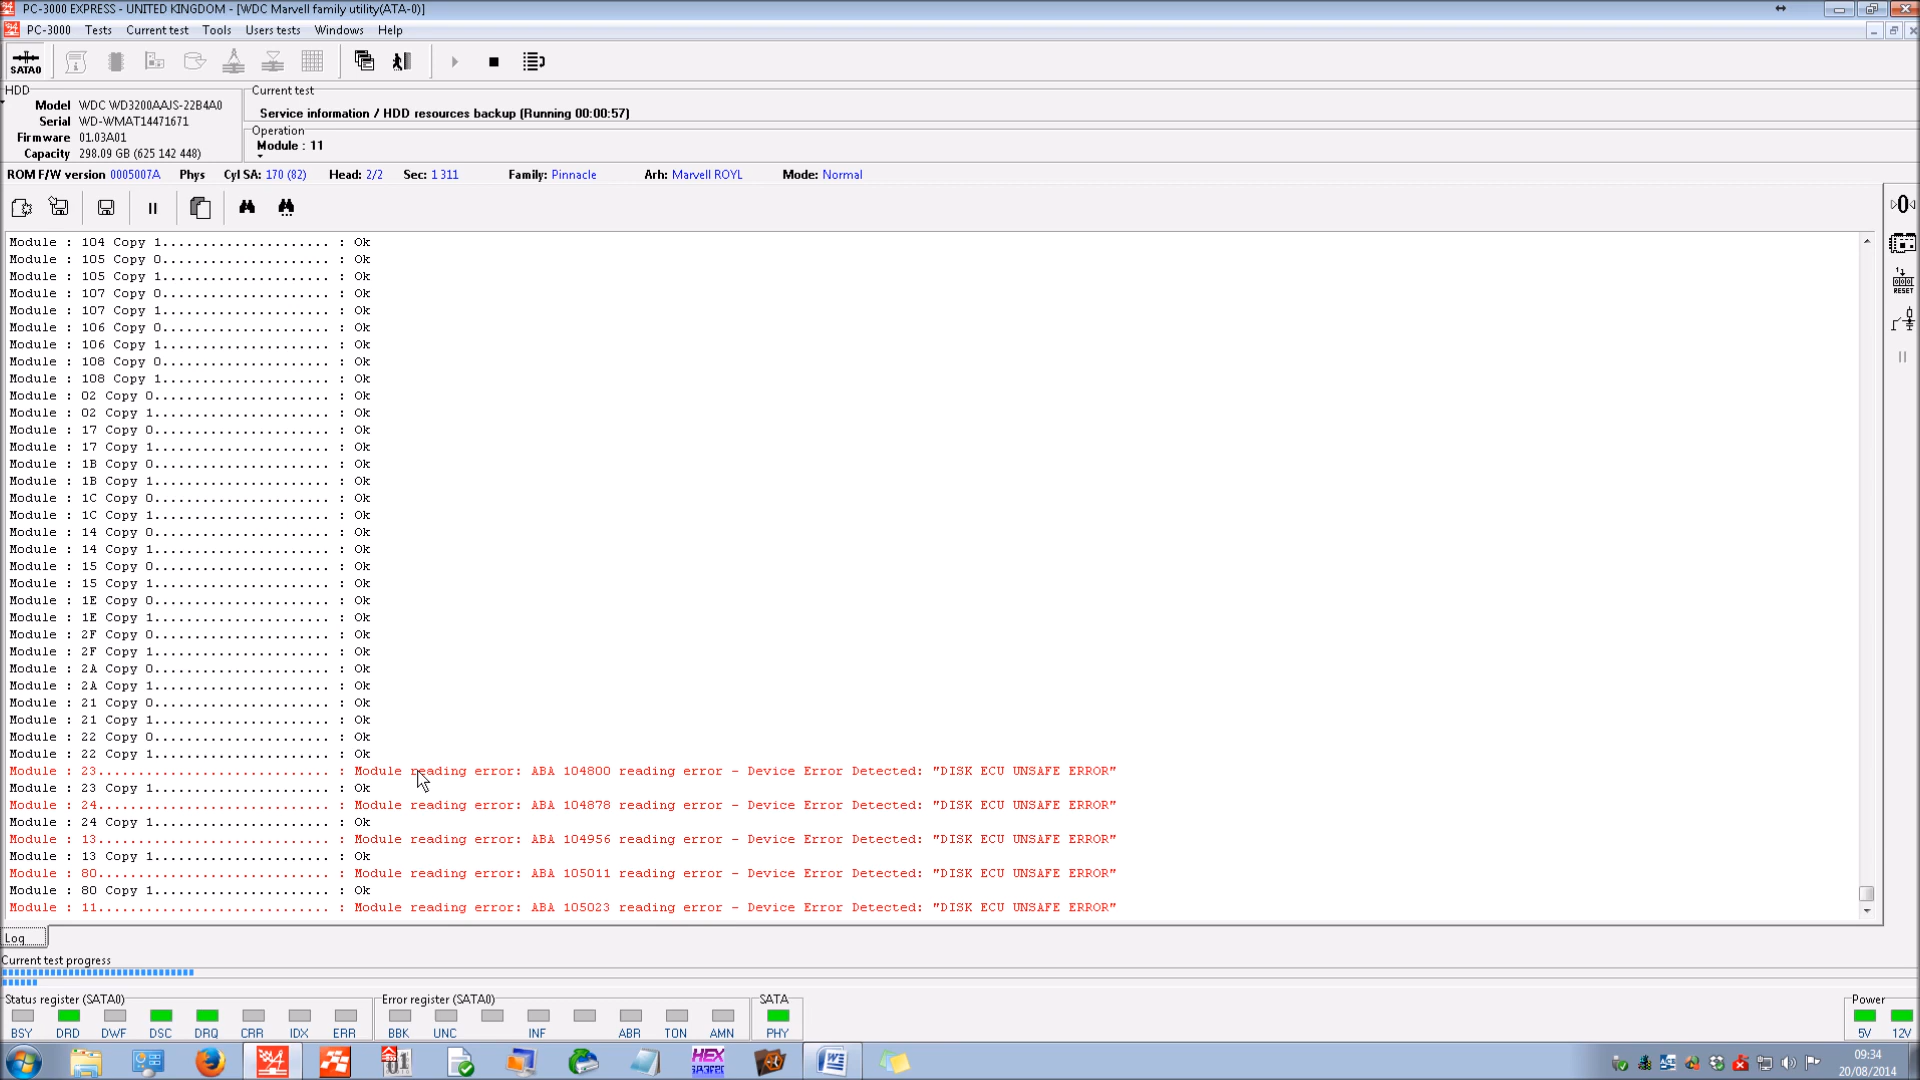 PC-3000 EXPRESS - UNITED KINGDOM - [WDC Marvell family utility(ATA-0)]
PC-3000 Tests Current test Tools Users tests Windows Help
SATA0
HDD
Model WDC WD3200AAJS-22B4A0
Serial WD-WMAT14471671
Firmware 01.03A01
Capacity 298.09 GB (625 142 448)
Current test
Service information / HDD resources backup (Running 00:00:57)
Operation
Module : 11
ROM F/W version 0005007A Phys Cyl SA: 170 (82) Head: 2/2 Sec: 1 311 Family: Pinnacle Arh: Marvell ROYL Mode: Normal
Module : 104 Copy 1...................... : Ok
Module : 105 Copy 0...................... : Ok
Module : 105 Copy 1...................... : Ok
Module : 107 Copy 0...................... : Ok
Module : 107 Copy 1...................... : Ok
Module : 106 Copy 0...................... : Ok
Module : 106 Copy 1...................... : Ok
Module : 108 Copy 0...................... : Ok
Module : 108 Copy 1...................... : Ok
Module : 02 Copy 0....................... : Ok
Module : 02 Copy 1....................... : Ok
Module : 17 Copy 0....................... : Ok
Module : 17 Copy 1....................... : Ok
Module : 1B Copy 0....................... : Ok
Module : 1B Copy 1....................... : Ok
Module : 1C Copy 0....................... : Ok
Module : 1C Copy 1....................... : Ok
Module : 14 Copy 0....................... : Ok
Module : 14 Copy 1....................... : Ok
Module : 15 Copy 0....................... : Ok
Module : 15 Copy 1....................... : Ok
Module : 1E Copy 0....................... : Ok
Module : 1E Copy 1....................... : Ok
Module : 2F Copy 0....................... : Ok
Module : 2F Copy 1....................... : Ok
Module : 2A Copy 0....................... : Ok
Module : 2A Copy 1....................... : Ok
Module : 21 Copy 0....................... : Ok
Module : 21 Copy 1....................... : Ok
Module : 22 Copy 0....................... : Ok
Module : 22 Copy 1....................... : Ok
Module : 23.............................. : Module reading error: ABA 104800 reading error - Device Error Detected: "DISK ECU UNSAFE ERROR"
Module : 23 Copy 1....................... : Ok
Module : 24.............................. : Module reading error: ABA 104878 reading error - Device Error Detected: "DISK ECU UNSAFE ERROR"
Module : 24 Copy 1....................... : Ok
Module : 13.............................. : Module reading error: ABA 104956 reading error - Device Error Detected: "DISK ECU UNSAFE ERROR"
Module : 13 Copy 1....................... : Ok
Module : 80.............................. : Module reading error: ABA 105011 reading error - Device Error Detected: "DISK ECU UNSAFE ERROR"
Module : 80 Copy 1....................... : Ok
Module : 11.............................. : Module reading error: ABA 105023 reading error - Device Error Detected: "DISK ECU UNSAFE ERROR"
RESET
Log
Current test progress
Status register (SATA0) Error register (SATA0) SATA Power
BSY DRD DWF DSC DRQ CRR IDX ERR BBK UNC INF ABR TON AMN PHY 5V 12V
HEX
09:34
20/08/2014